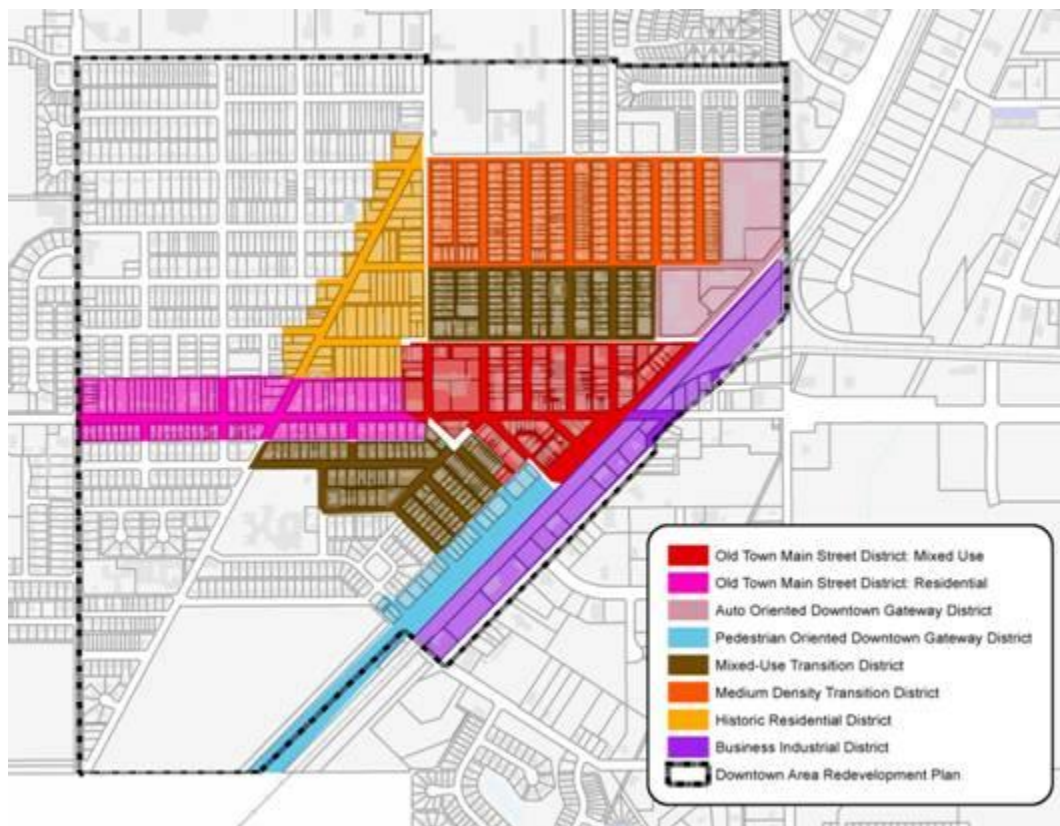 Old Town Main Street District: Mixed Use
Old Town Main Street District: Residential
Auto Oriented Downtown Gateway District
Pedestrian Oriented Downtown Gateway District
Mixed-Use Transition District
Medium Density Transition District
Historic Residential District
Business Industrial District
Downtown Area Redevelopment Plan